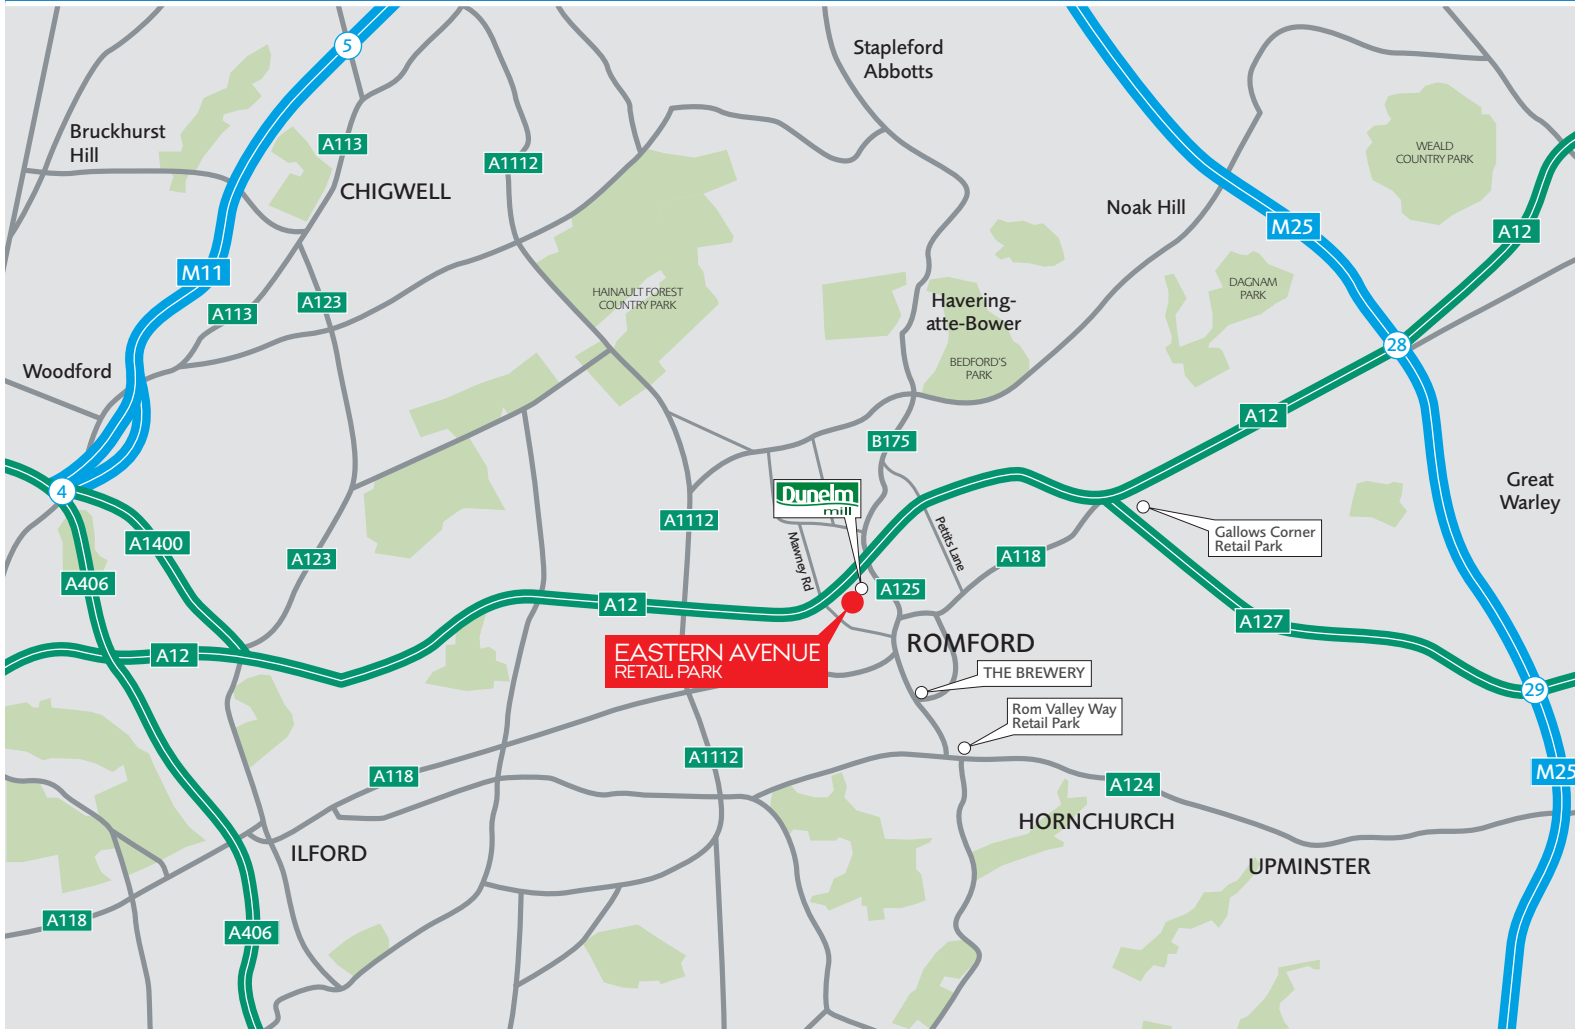 5
Stapleford
Abbotts
Bruckhurst
Hill
A113
A1112
WEALD
COUNTRY PARK
CHIGWELL
Noak Hill
M25
A12
M11
DAGNAM
PARK
HAINAULT FOREST
COUNTRY PARK
A123
A113
Havering-
atte-Bower
28
Woodford
BEDFORD'S
PARK
A12
B175
4
Dunelm
mill
Great
Warley
A1112
Gallows Corner
Retail Park
A1400
Mawney Rd
Pettits Lane
A118
A123
A406
A125
A12
A127
EASTERN AVENUE
RETAIL PARK
ROMFORD
A12
THE BREWERY
29
Rom Valley Way
Retail Park
A1112
A118
M25
A124
HORNCHURCH
ILFORD
UPMINSTER
A118
A406